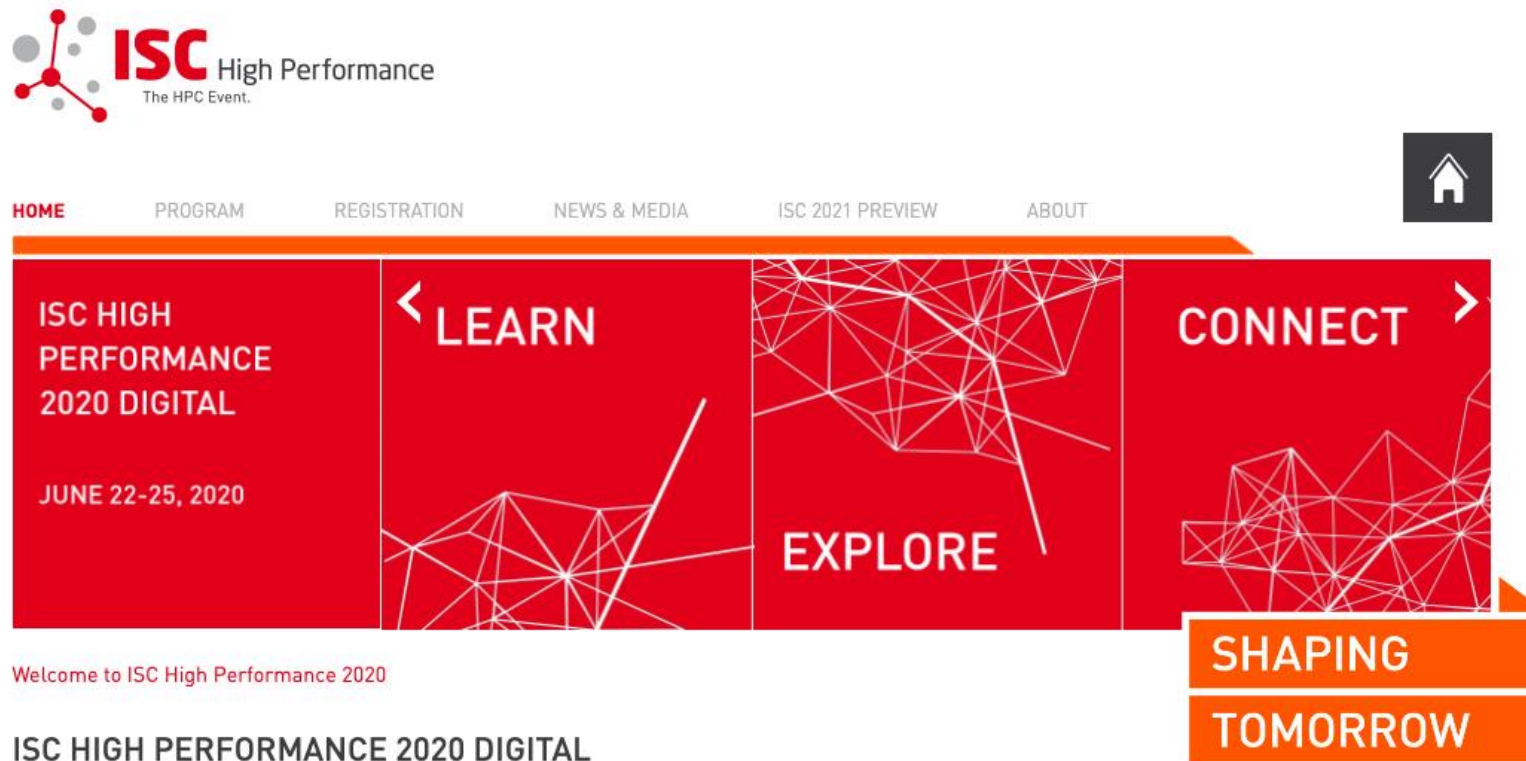 ISC High Performance
The HPC Event.
HOME PROGRAM REGISTRATION NEWS & MEDIA ISC 2021 PREVIEW ABOUT
ISC HIGH
PERFORMANCE
2020 DIGITAL
JUNE 22-25, 2020
LEARN
EXPLORE
CONNECT
SHAPING
TOMORROW
Welcome to ISC High Performance 2020
ISC HIGH PERFORMANCE 2020 DIGITAL